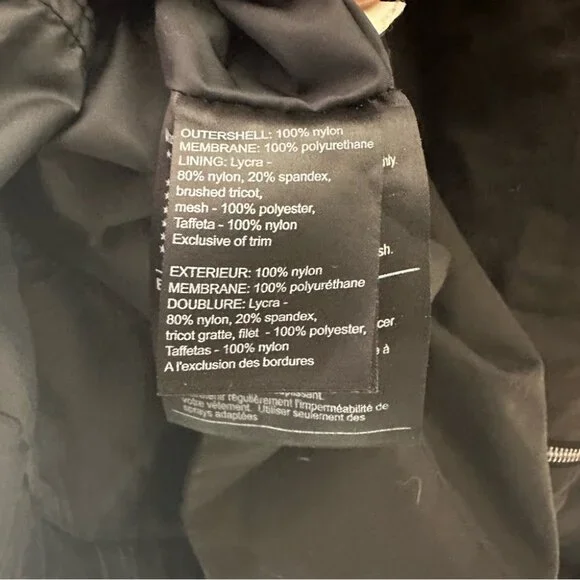 OUTERSHELL: 100% nylon
MEMBRANE: 100% polyurethane
LINING: Lycra -
80% nylon, 20% spandex,
brushed tricot,
mesh - 100% polyester,
Taffeta - 100% nylon
Exclusive of trim
EXTERIEUR: 100% nylon
MEMBRANE: 100% polyuréthane
DOUBLURE: Lycra -
80% nylon, 20% spandex,
tricot gratte, filet - 100% polyester,
Taffetas - 100% nylon
A l'exclusion des bordures
régulièrement l'imperméabilité de
votre vêtement. Utiliser seulement des
sprays adaptées